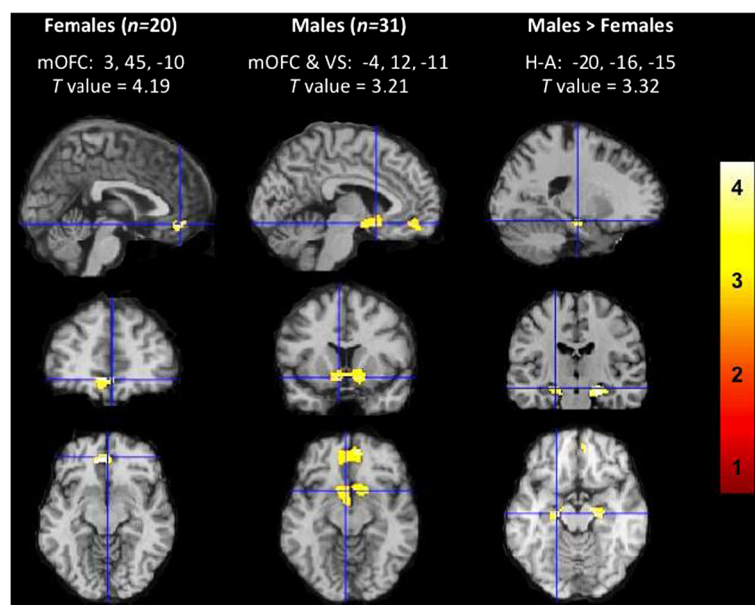 Females (n=20)
mOFC: 3, 45, -10
T value = 4.19
Males (n=31)
mOFC & VS: -4, 12, -11
T value = 3.21
Males > Females
H-A: -20, -16, -15
T value = 3.32
4
3
2
1